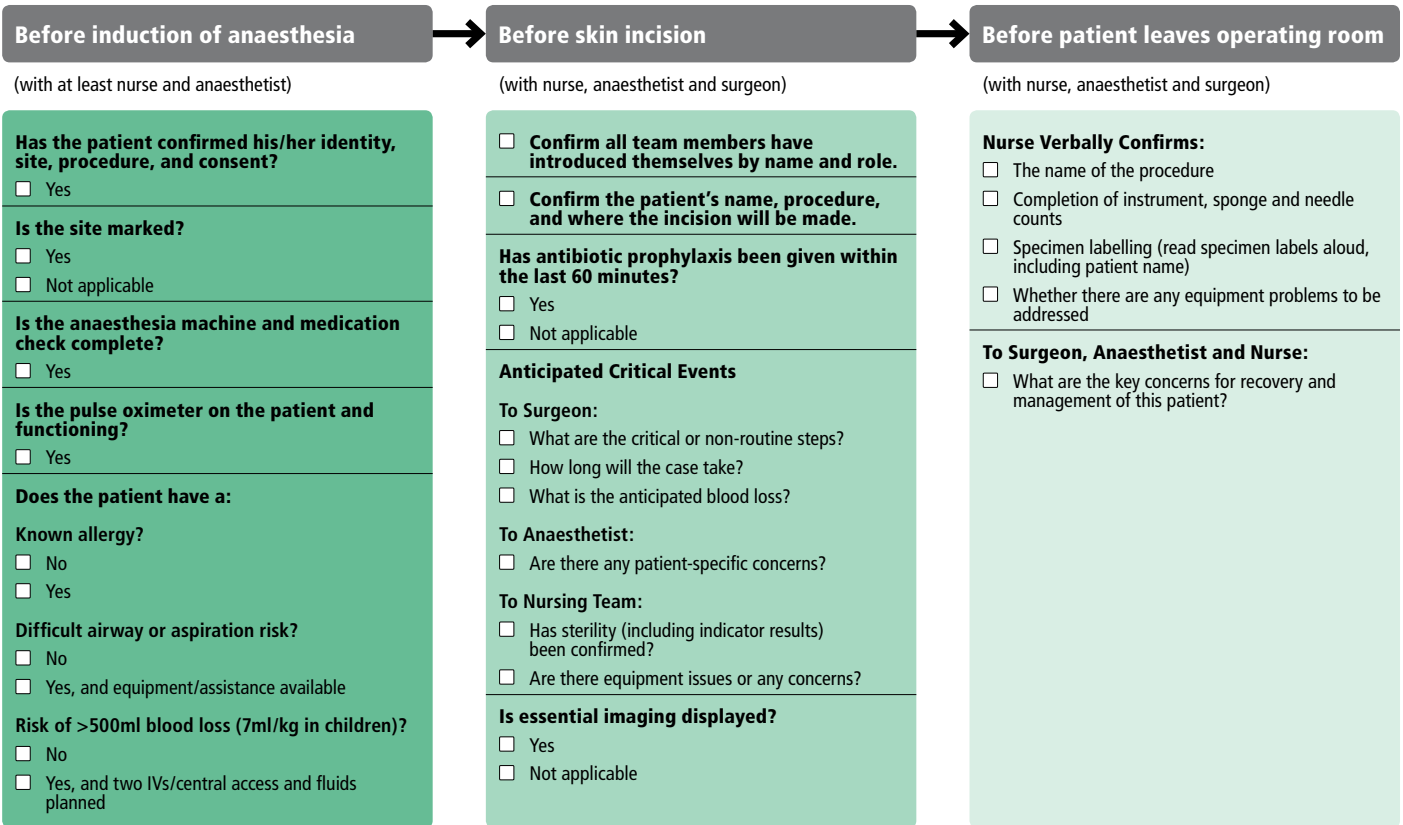 Before induction of anaesthesia
(with at least nurse and anaesthetist)
Has the patient confirmed his/her identity,
site, procedure, and consent?
Yes
Is the site marked?
Yes
Not applicable
Is the anaesthesia machine and medication
check complete?
Yes
Is the pulse oximeter on the patient and
functioning?
Yes
Does the patient have a:
Known allergy?
No
Yes
Difficult airway or aspiration risk?
No
Yes, and equipment/assistance available
Risk of >500ml blood loss (7ml/kg in children)?
No
Yes, and two IVs/central access and fluids
planned
Before skin incision
(with nurse, anaesthetist and surgeon)
Confirm all team members have
introduced themselves by name and role.
Confirm the patient’s name, procedure,
and where the incision will be made.
Has antibiotic prophylaxis been given within
the last 60 minutes?
Yes
Not applicable
Anticipated Critical Events
To Surgeon:
What are the critical or non-routine steps?
How long will the case take?
What is the anticipated blood loss?
To Anaesthetist:
Are there any patient-specific concerns?
To Nursing Team:
Has sterility (including indicator results)
been confirmed?
Are there equipment issues or any concerns?
Is essential imaging displayed?
Yes
Not applicable
Before patient leaves operating room
(with nurse, anaesthetist and surgeon)
Nurse Verbally Confirms:
The name of the procedure
Completion of instrument, sponge and needle
counts
Specimen labelling (read specimen labels aloud,
including patient name)
Whether there are any equipment problems to be
addressed
To Surgeon, Anaesthetist and Nurse:
What are the key concerns for recovery and
management of this patient?